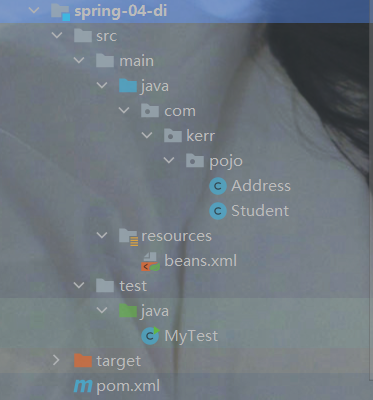 spring-04-di
src
main
java
com
kerr
pojo
Address
Student
resources
beans.xml
test
java
MyTest
target
pom.xml